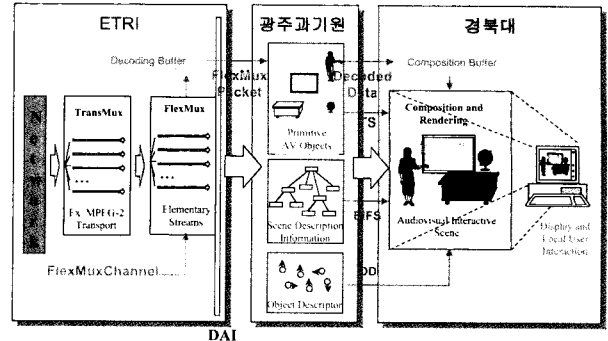 ETRI
Decoding Buffer
Network
TransMux
Ex. MPEG-2
Transport
FlexMux
Elementary
Streams
FlexMuxChannel
DAI
광주과기원
FlexMux
Packet
Decoded
Data
Primitive
AV Objects
Scene Description
Information
Object Descriptor
경북대
Composition Buffer
Composition and
Rendering
Audiovisual Interactive
Scene
Display and
Local User
Interaction
BIFS
OD